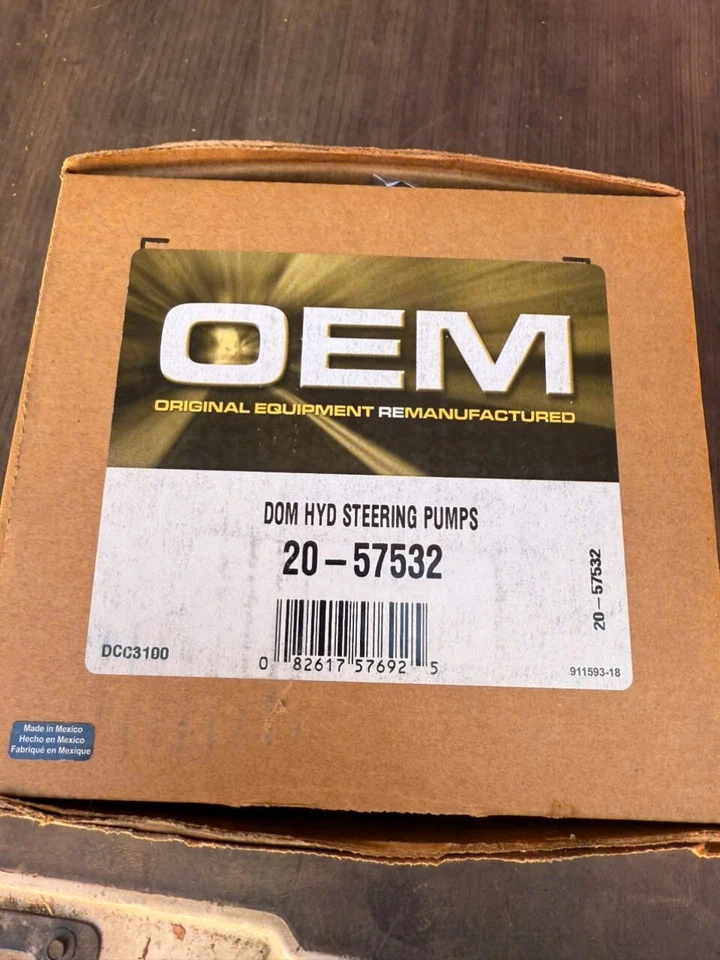 OEM
ORIGINAL EQUIPMENT REMANUFACTURED
DOM HYD STEERING PUMPS
20-57532
20-57532
0 82617 57692 5
DCC3100
911593-18
Made in Mexico
Hecho en Mexico
Fabriqué en Mexique